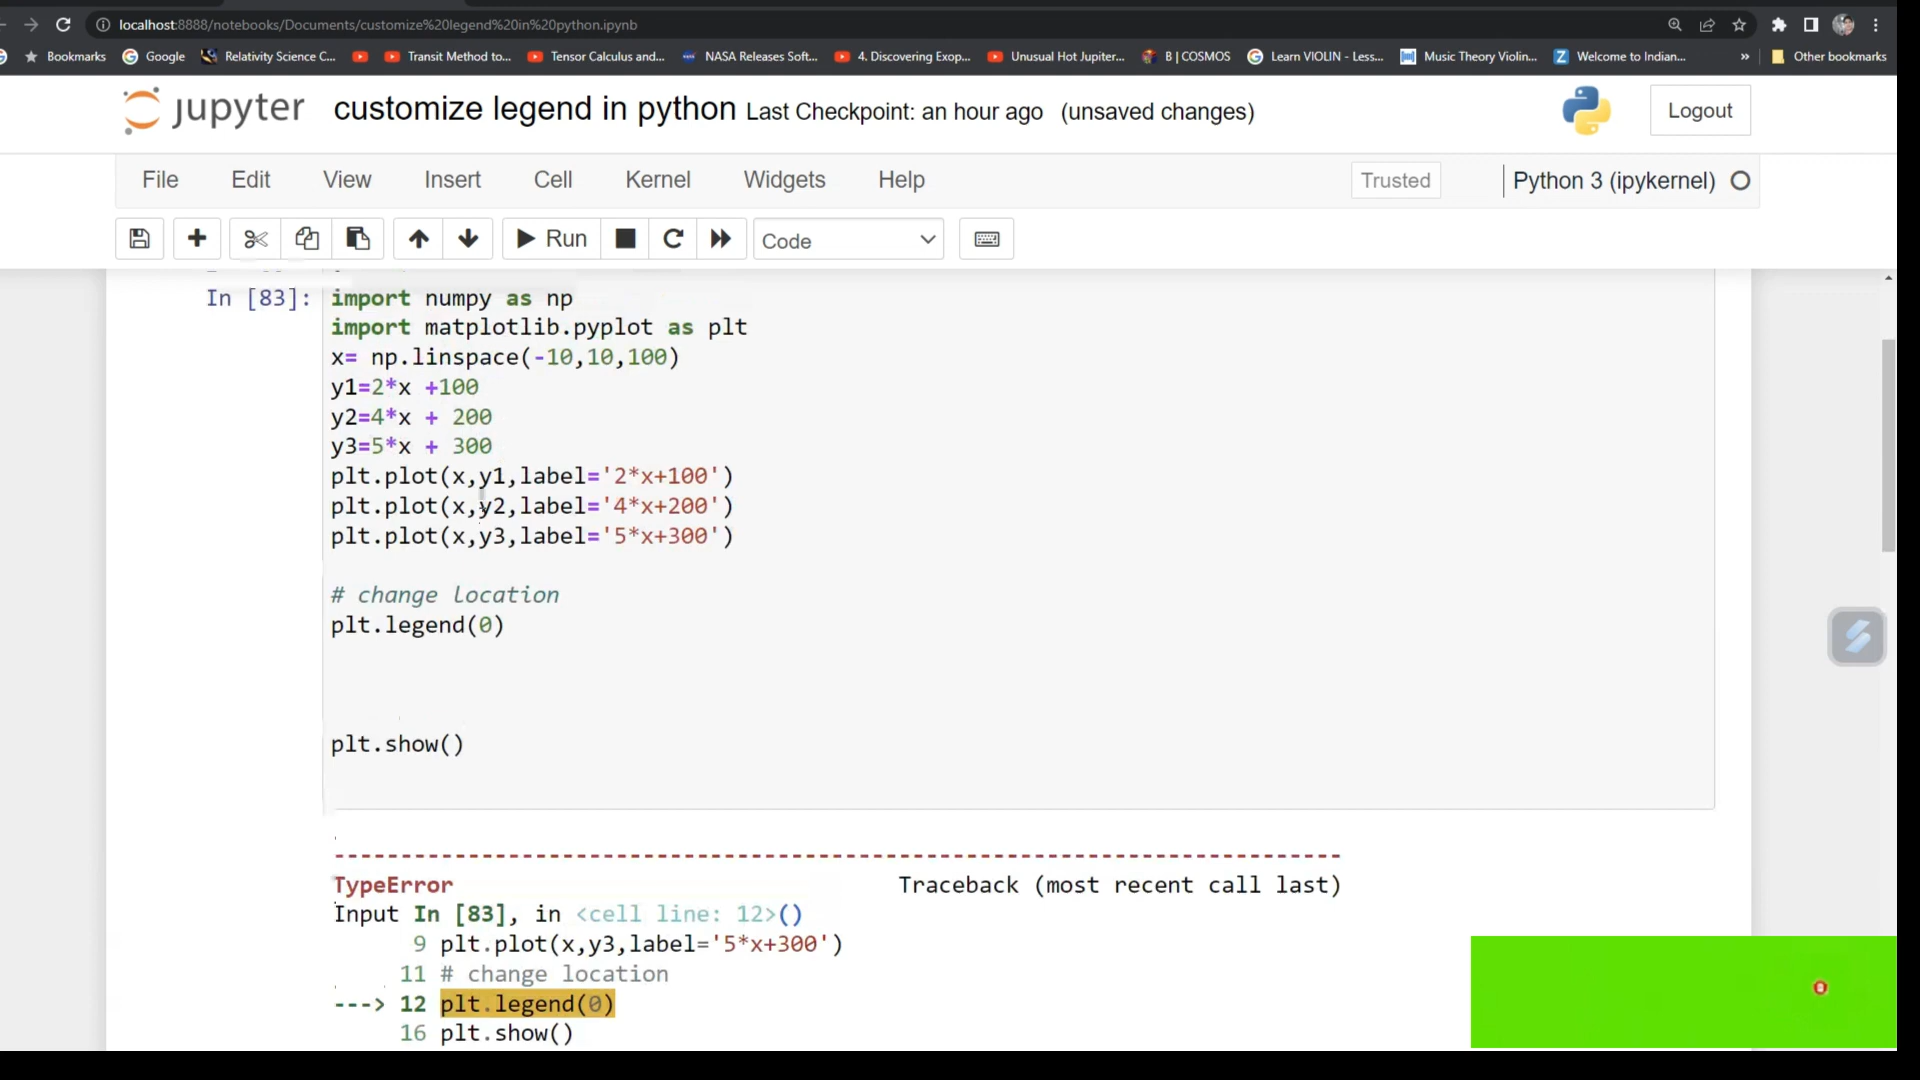 localhost:8888/notebooks/Documents/customize%20legend%20in%20python.ipynb
Bookmarks Google Relativity Science C... Transit Method to... Tensor Calculus and... NASA Releases Soft... 4. Discovering Exop... Unusual Hot Jupiter... B | COSMOS Learn VIOLIN - Less... Music Theory Violin... Welcome to Indian... » Other bookmarks
jupyter customize legend in python Last Checkpoint: an hour ago (unsaved changes) Logout
File Edit View Insert Cell Kernel Widgets Help Trusted Python 3 (ipykernel)
Run Code
In [83]: import numpy as np
import matplotlib.pyplot as plt
x= np.linspace(-10,10,100)
y1=2*x +100
y2=4*x + 200
y3=5*x + 300
plt.plot(x,y1,label='2*x+100')
plt.plot(x,y2,label='4*x+200')
plt.plot(x,y3,label='5*x+300')
# change location
plt.legend(0)
plt.show()
---------------------------------------------------------------------------
TypeError Traceback (most recent call last)
Input In [83], in <cell line: 12>()
9 plt.plot(x,y3,label='5*x+300')
11 # change location
---> 12 plt.legend(0)
16 plt.show()